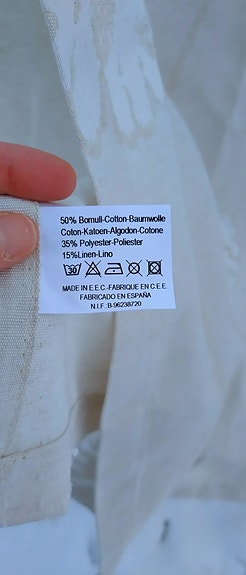 50% Bomull-Cotton-Baumwolle
Coton-Katoen-Algodon-Cotone
35% Polyester-Poliester
15%Linen-Lino
30
MADE IN E.E.C.-FABRIQUE EN C.E.E
FABRICADO EN ESPAÑA
N.I.F.:B-96238720